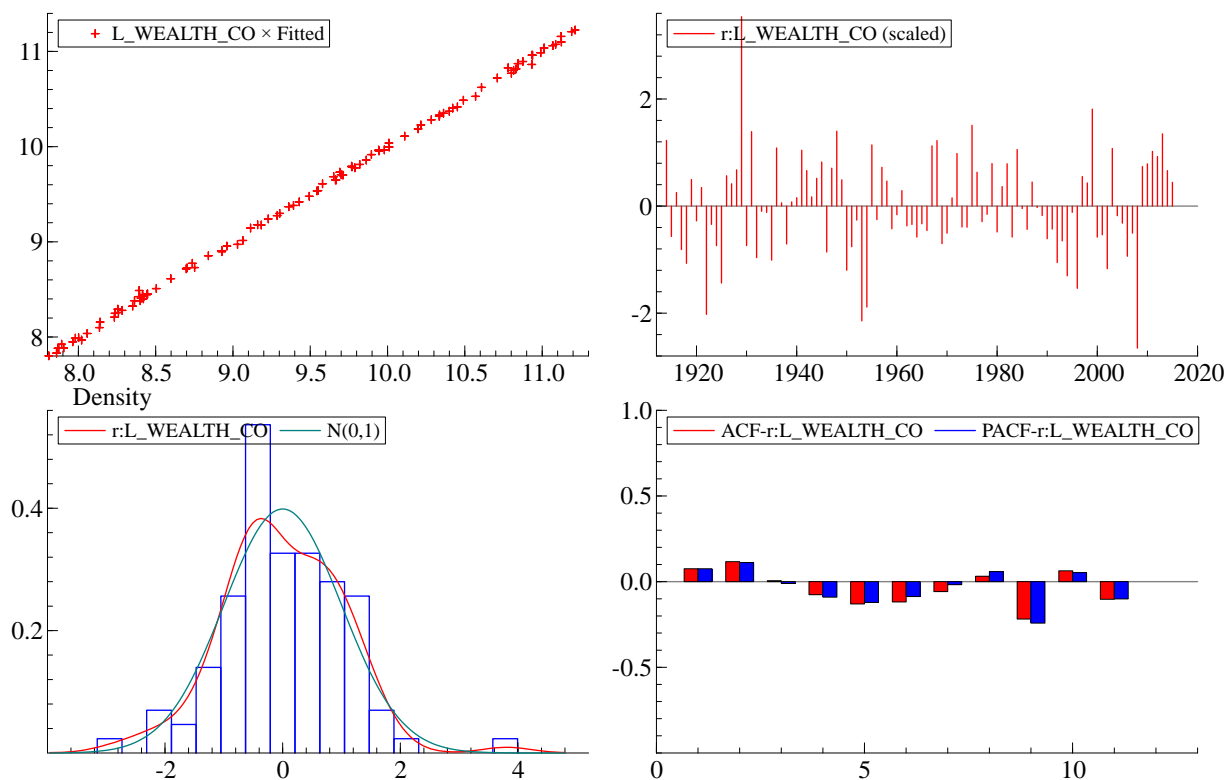 L_WEALTH_CO × Fitted
11
10
9
8
8.0 8.5 9.0 9.5 10.0 10.5 11.0
r:L_WEALTH_CO (scaled)
2
0
-2
1920 1940 1960 1980 2000 2020
Density
r:L_WEALTH_CO N(0,1)
0.4
0.2
-2 0 2 4
ACF-r:L_WEALTH_CO PACF-r:L_WEALTH_CO
1.0
0.5
0.0
-0.5
0 5 10